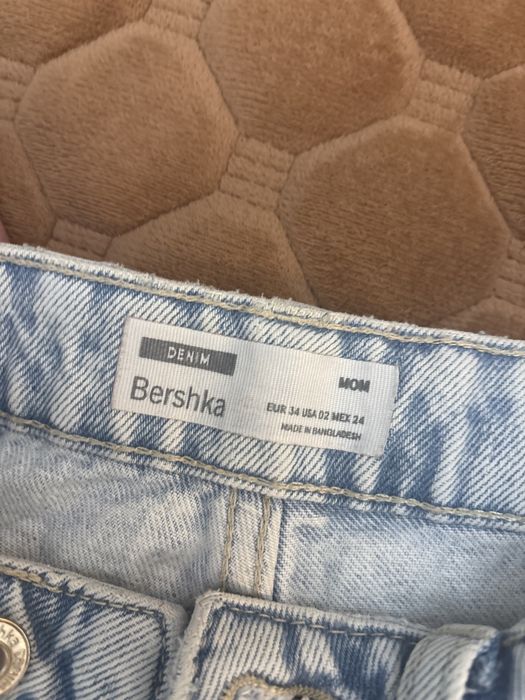 DENIM
Bershka
MOM
EUR 34 USA 02 MEX 24
MADE IN BANGLADESH